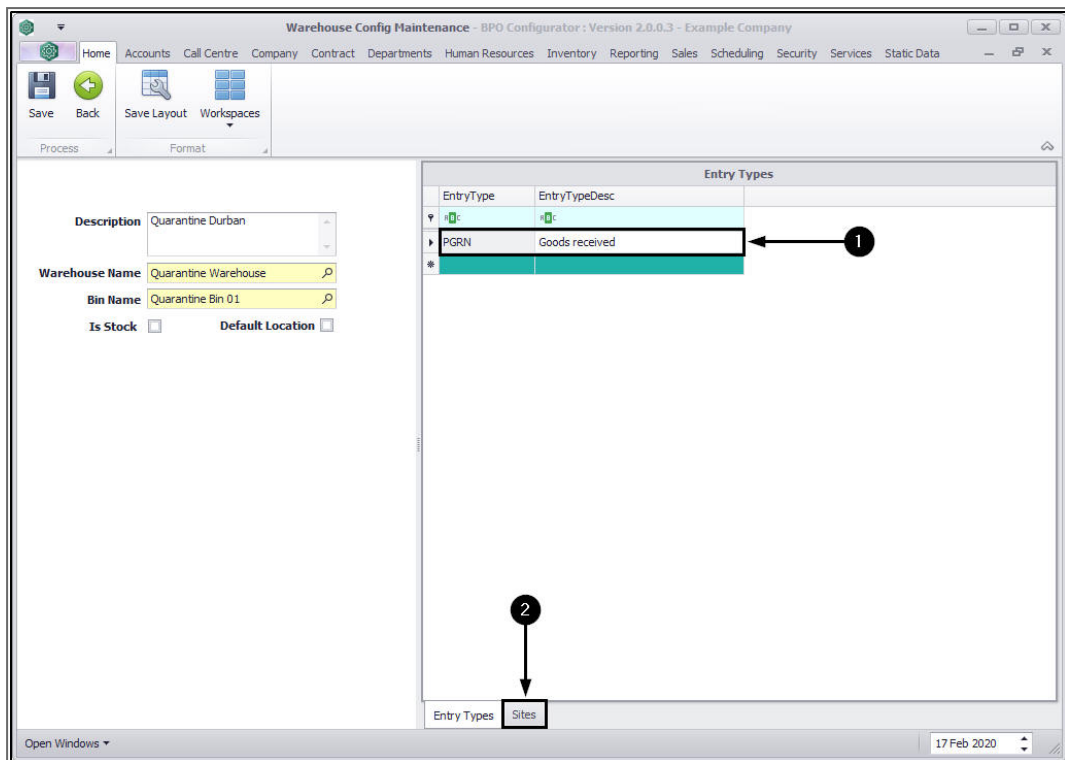 Warehouse Config Maintenance - BPO Configurator : Version 2.0.0.3 - Example Company
Home Accounts Call Centre Company Contract Departments Human Resources Inventory Reporting Sales Scheduling Security Services Static Data
Save Back Save Layout Workspaces
Process Format
Entry Types
EntryType EntryTypeDesc
Description Quarantine Durban
PGRN Goods received
1
Warehouse Name Quarantine Warehouse
Bin Name Quarantine Bin 01
Is Stock Default Location
2
Entry Types Sites
Open Windows 17 Feb 2020